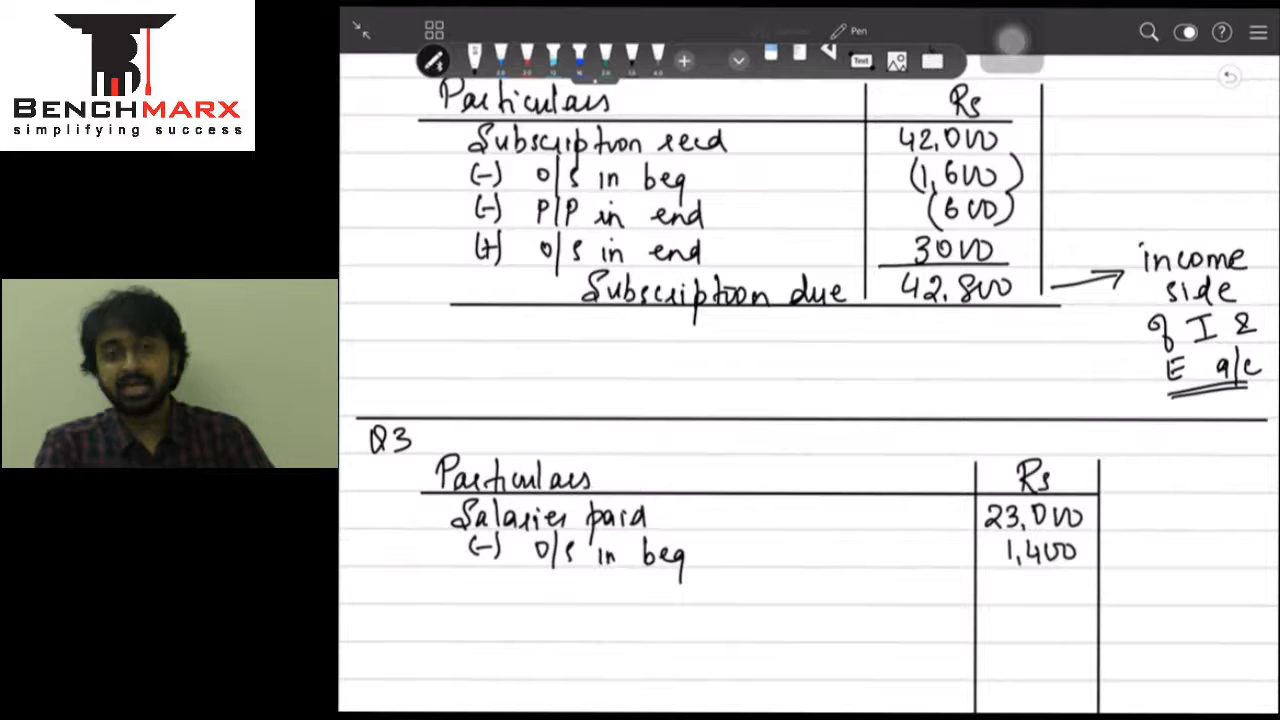 BENCHMARX
simplifying success
Pen
Text
Particulars Rs
Subscription recd 42,000
(-) O/S in beg (1,600)
(-) P/P in end (600)
(+) O/S in end 3000
Subscription due 42,800
income
side
of I &
E a/c
Q3
Particulars Rs
Salaries paid 23,000
(-) O/S in beg 1,400